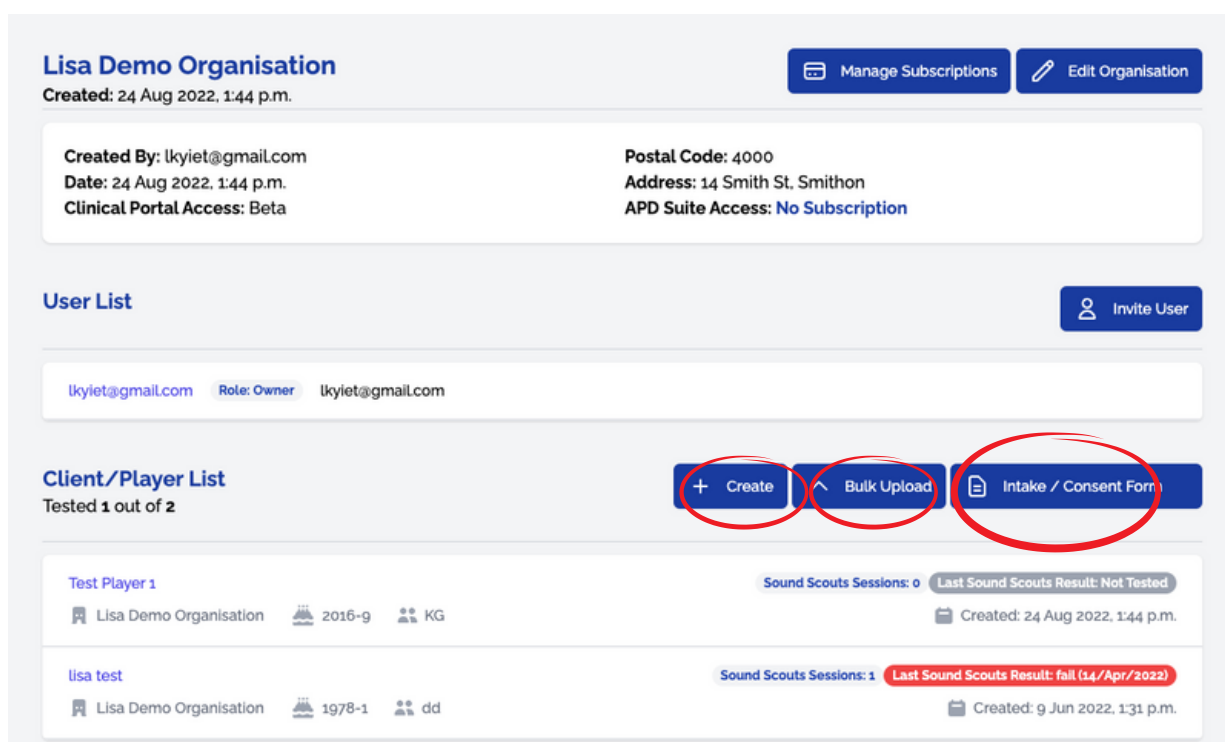 Lisa Demo Organisation
Manage Subscriptions
Edit Organisation
Created: 24 Aug 2022, 1:44 p.m.
Created By: lkyiet@gmail.com
Postal Code: 4000
Date: 24 Aug 2022, 1:44 p.m.
Address: 14 Smith St, Smithon
Clinical Portal Access: Beta
APD Suite Access: No Subscription
User List
Invite User
lkyiet@gmail.com Role: Owner lkyiet@gmail.com
Client/Player List
Create
Bulk Upload
Intake / Consent Form
Tested 1 out of 2
Test Player 1
Sound Scouts Sessions: 0 Last Sound Scouts Result: Not Tested
Lisa Demo Organisation 2016-9 KG
Created: 24 Aug 2022, 1:44 p.m.
lisa test
Sound Scouts Sessions: 1 Last Sound Scouts Result: fail (14/Apr/2022)
Lisa Demo Organisation 1978-1 dd
Created: 9 Jun 2022, 1:31 p.m.